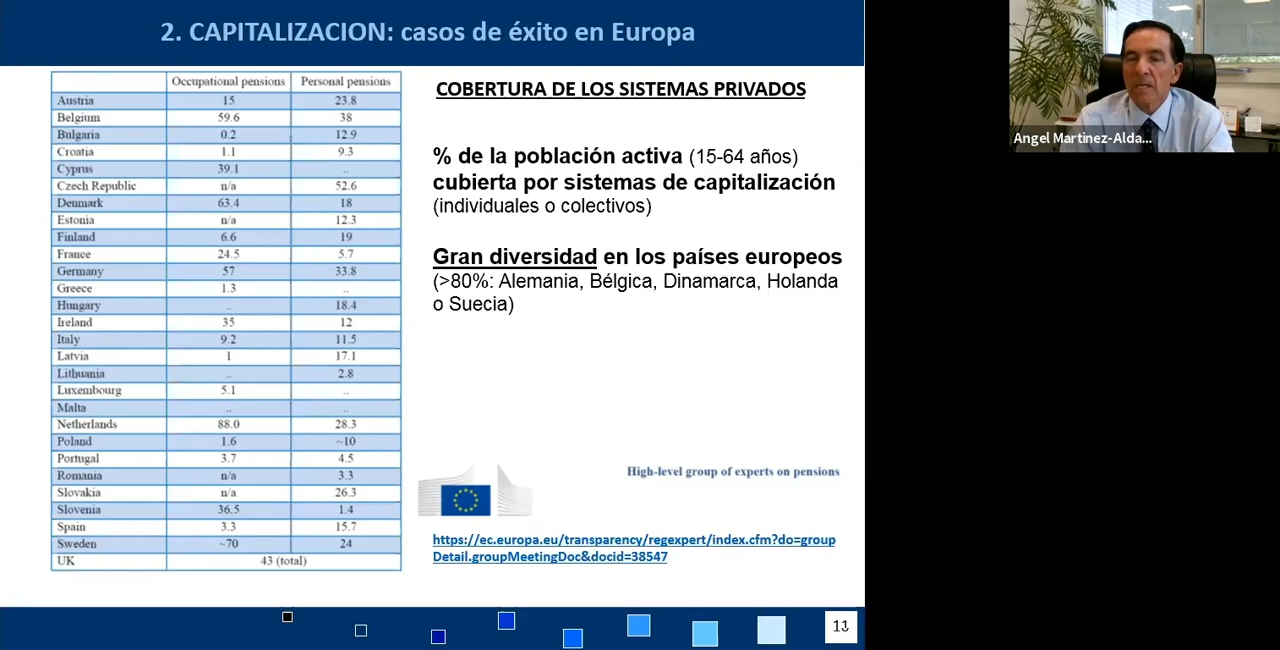 2. CAPITALIZACION: casos de éxito en Europa
Occupational pensions Personal pensions
Austria 15 23.8
Belgium 59.6 38
Bulgaria 0.2 12.9
Croatia 1.1 9.3
Cyprus 39.1 ..
Czech Republic n/a 52.6
Denmark 63.4 18
Estonia n/a 12.3
Finland 6.6 19
France 24.5 5.7
Germany 57 33.8
Greece 1.3 ..
Hungary .. 18.4
Ireland 35 12
Italy 9.2 11.5
Latvia 1 17.1
Lithuania .. 2.8
Luxembourg 5.1 ..
Malta .. ..
Netherlands 88.0 28.3
Poland 1.6 ~10
Portugal 3.7 4.5
Romania n/a 3.3
Slovakia n/a 26.3
Slovenia 36.5 1.4
Spain 3.3 15.7
Sweden ~70 24
UK 43 (total)
COBERTURA DE LOS SISTEMAS PRIVADOS
% de la población activa (15-64 años)
cubierta por sistemas de capitalización
(individuales o colectivos)
Gran diversidad en los países europeos
(>80%: Alemania, Bélgica, Dinamarca, Holanda
o Suecia)
High-level group of experts on pensions
https://ec.europa.eu/transparency/regexpert/index.cfm?do=group
Detail.groupMeetingDoc&docid=38547
Angel Martinez-Alda...